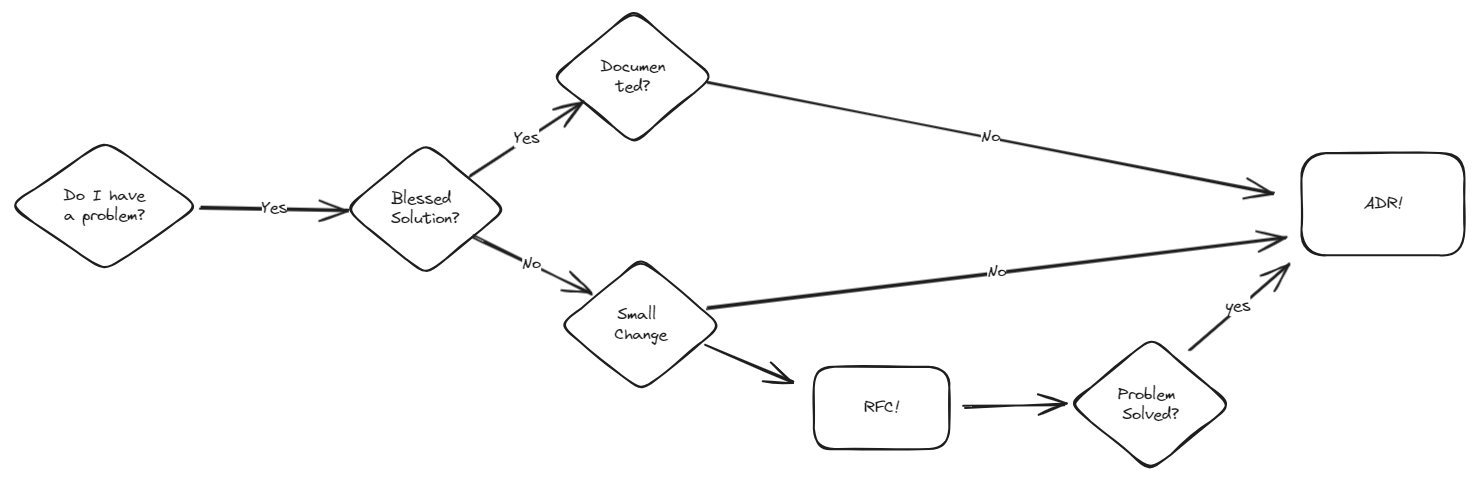 Documen
ted?
No
Yes
Do I have
a problem?
Yes
Blessed
Solution?
ADR!
No
No
Small
Change
yes
RFC!
Problem
Solved?